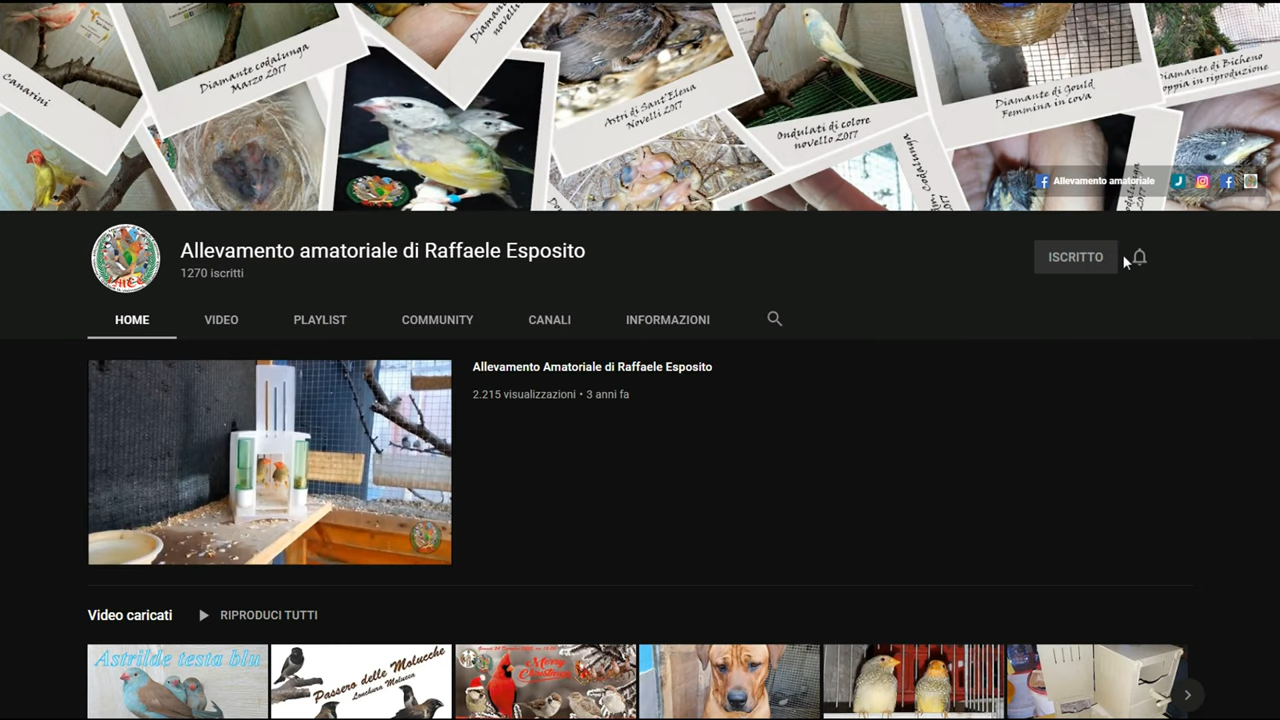 Canarini
Diamante codalunga
Marzo 2017
Astri di Sant'Elena
Novelli 2017
Ondulati di colore
novello 2017
Diamante di Gould
Femmina in cova
Diamante di Bicheno
oppia in riproduzione
Allevamento amatoriale
Allevamento amatoriale di Raffaele Esposito
1270 iscritti
ISCRITTO
HOME
VIDEO
PLAYLIST
COMMUNITY
CANALI
INFORMAZIONI
Allevamento Amatoriale di Raffaele Esposito
2.215 visualizzazioni • 3 anni fa
Video caricati
RIPRODUCI TUTTI
Astrilde testa blu
Passero delle Molucche
Lonchura Molucca
Merry
Christmas